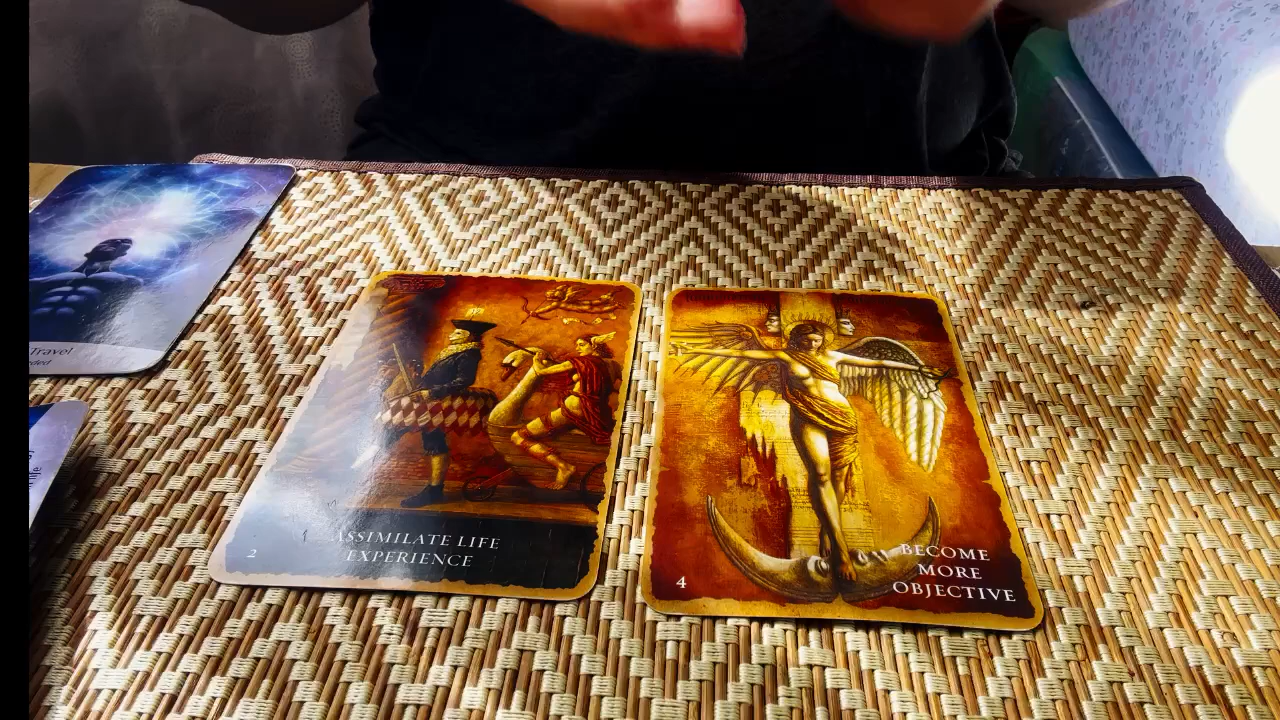 Travel
2
ASSIMILATE LIFE
EXPERIENCE
4
BECOME
MORE
OBJECTIVE